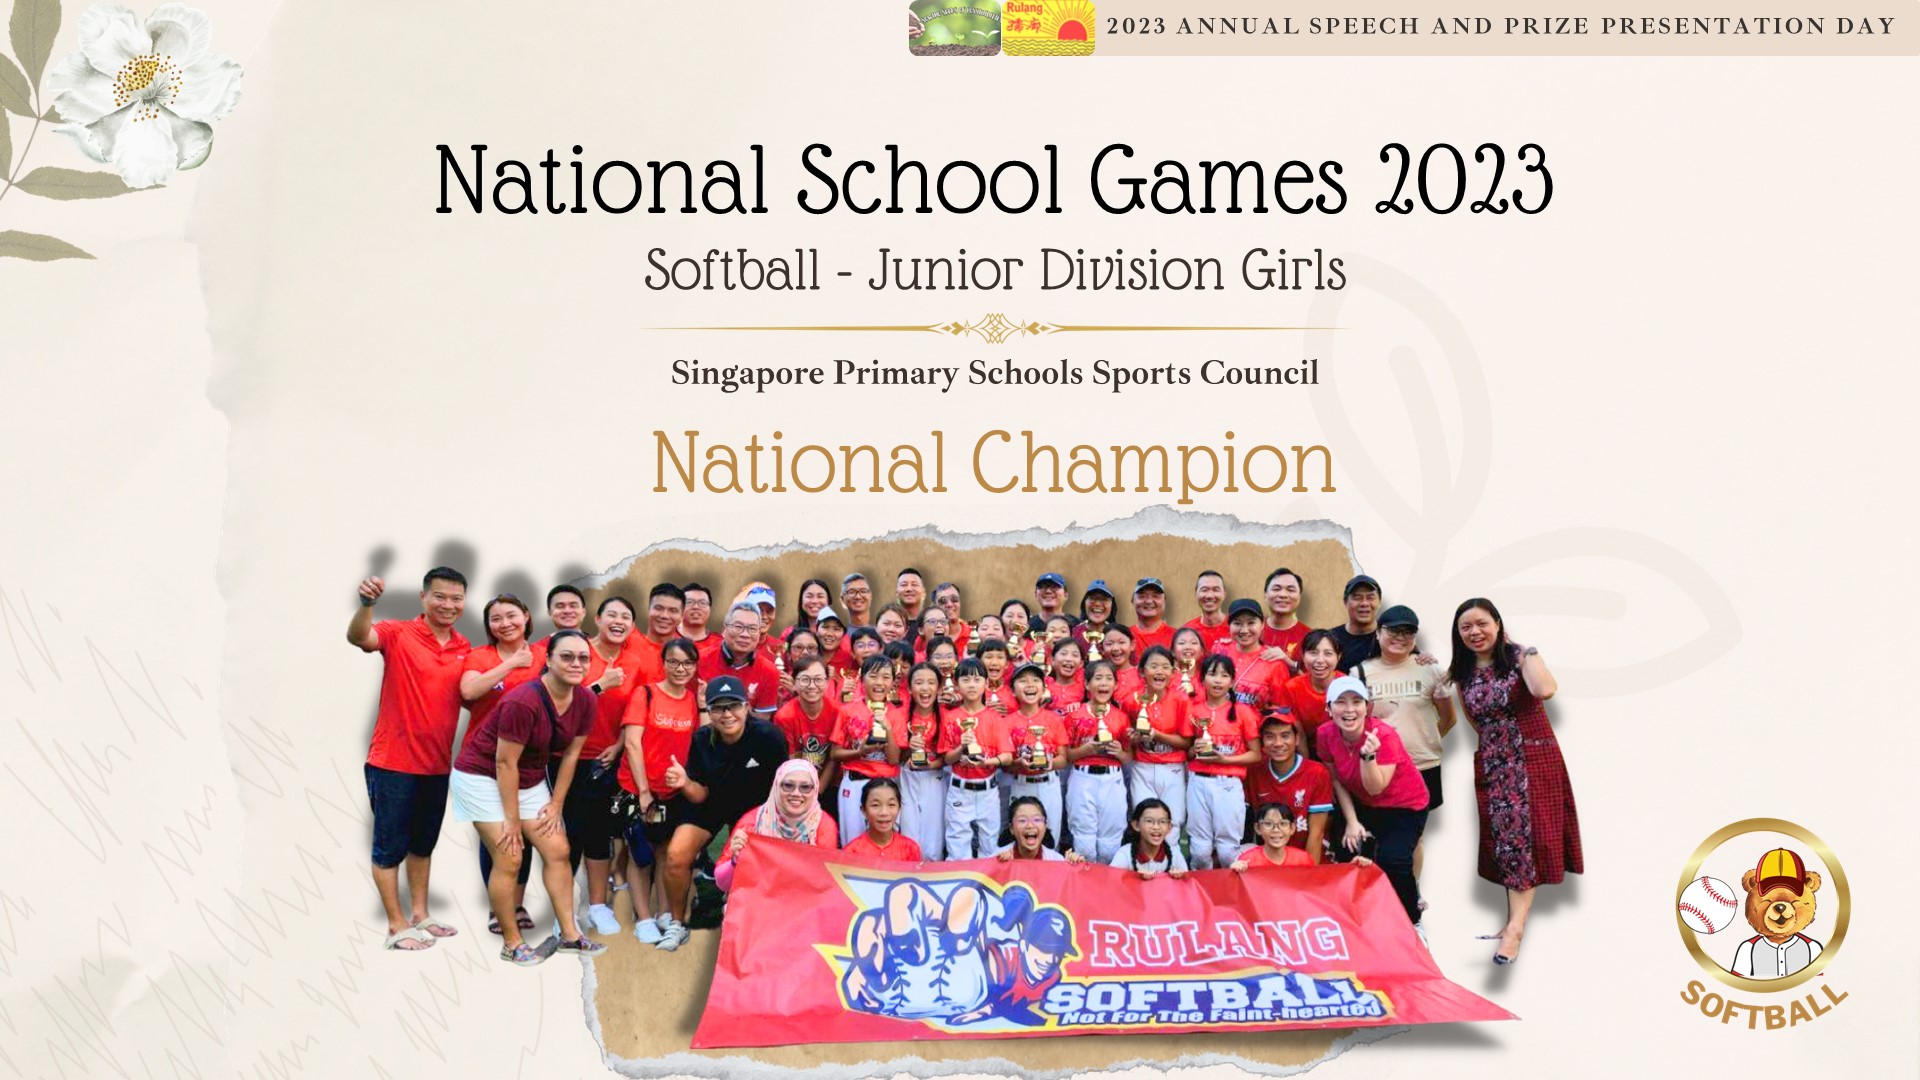 Rulang
2023 ANNUAL SPEECH AND PRIZE PRESENTATION DAY
National School Games 2023
Softball - Junior Division Girls
Singapore Primary Schools Sports Council
National Champion
RULANG
SOFTBALL
Not For The Faint-hearted
SOFTBALL